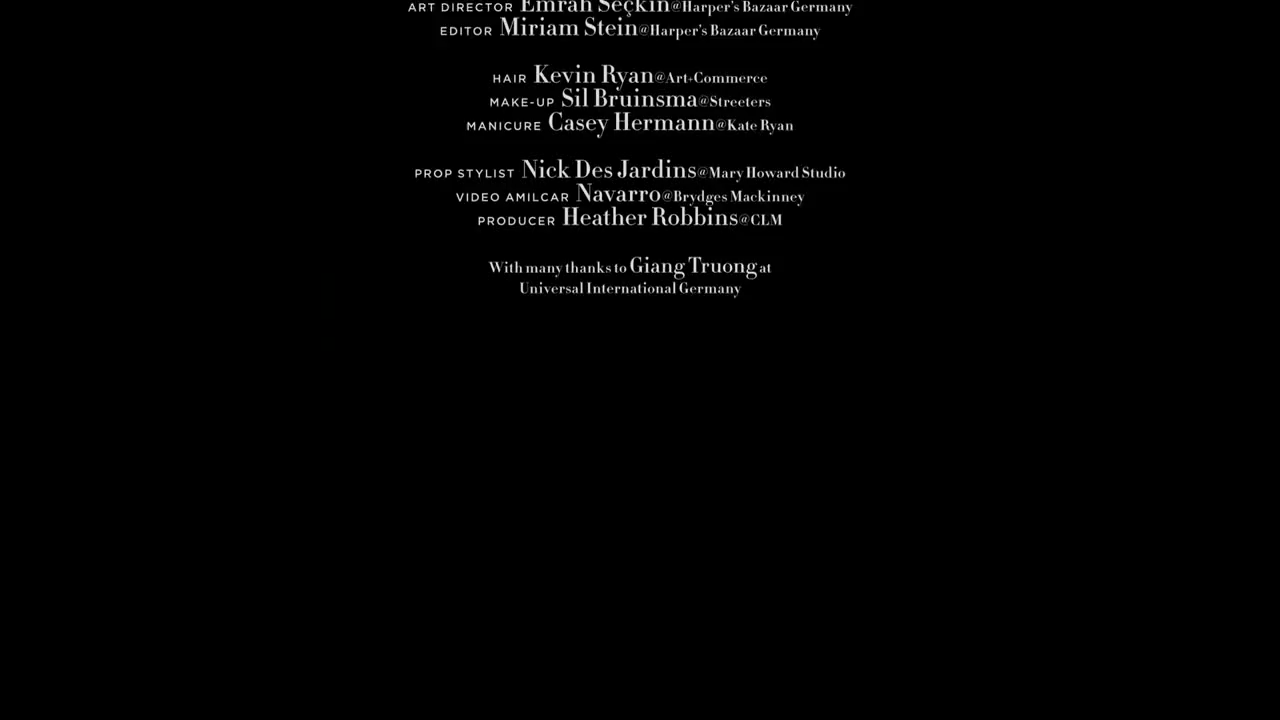 ART DIRECTOR Emrah Seçkin@Harper's Bazaar Germany
EDITOR Miriam Stein@Harper's Bazaar Germany
HAIR Kevin Ryan@Art+Commerce
MAKE-UP Sil Bruinsma@Streeters
MANICURE Casey Hermann@Kate Ryan
PROP STYLIST Nick Des Jardins@Mary Howard Studio
VIDEO AMILCAR Navarro@Brydges Mackinney
PRODUCER Heather Robbins@CLM
With many thanks to Giang Truong at
Universal International Germany